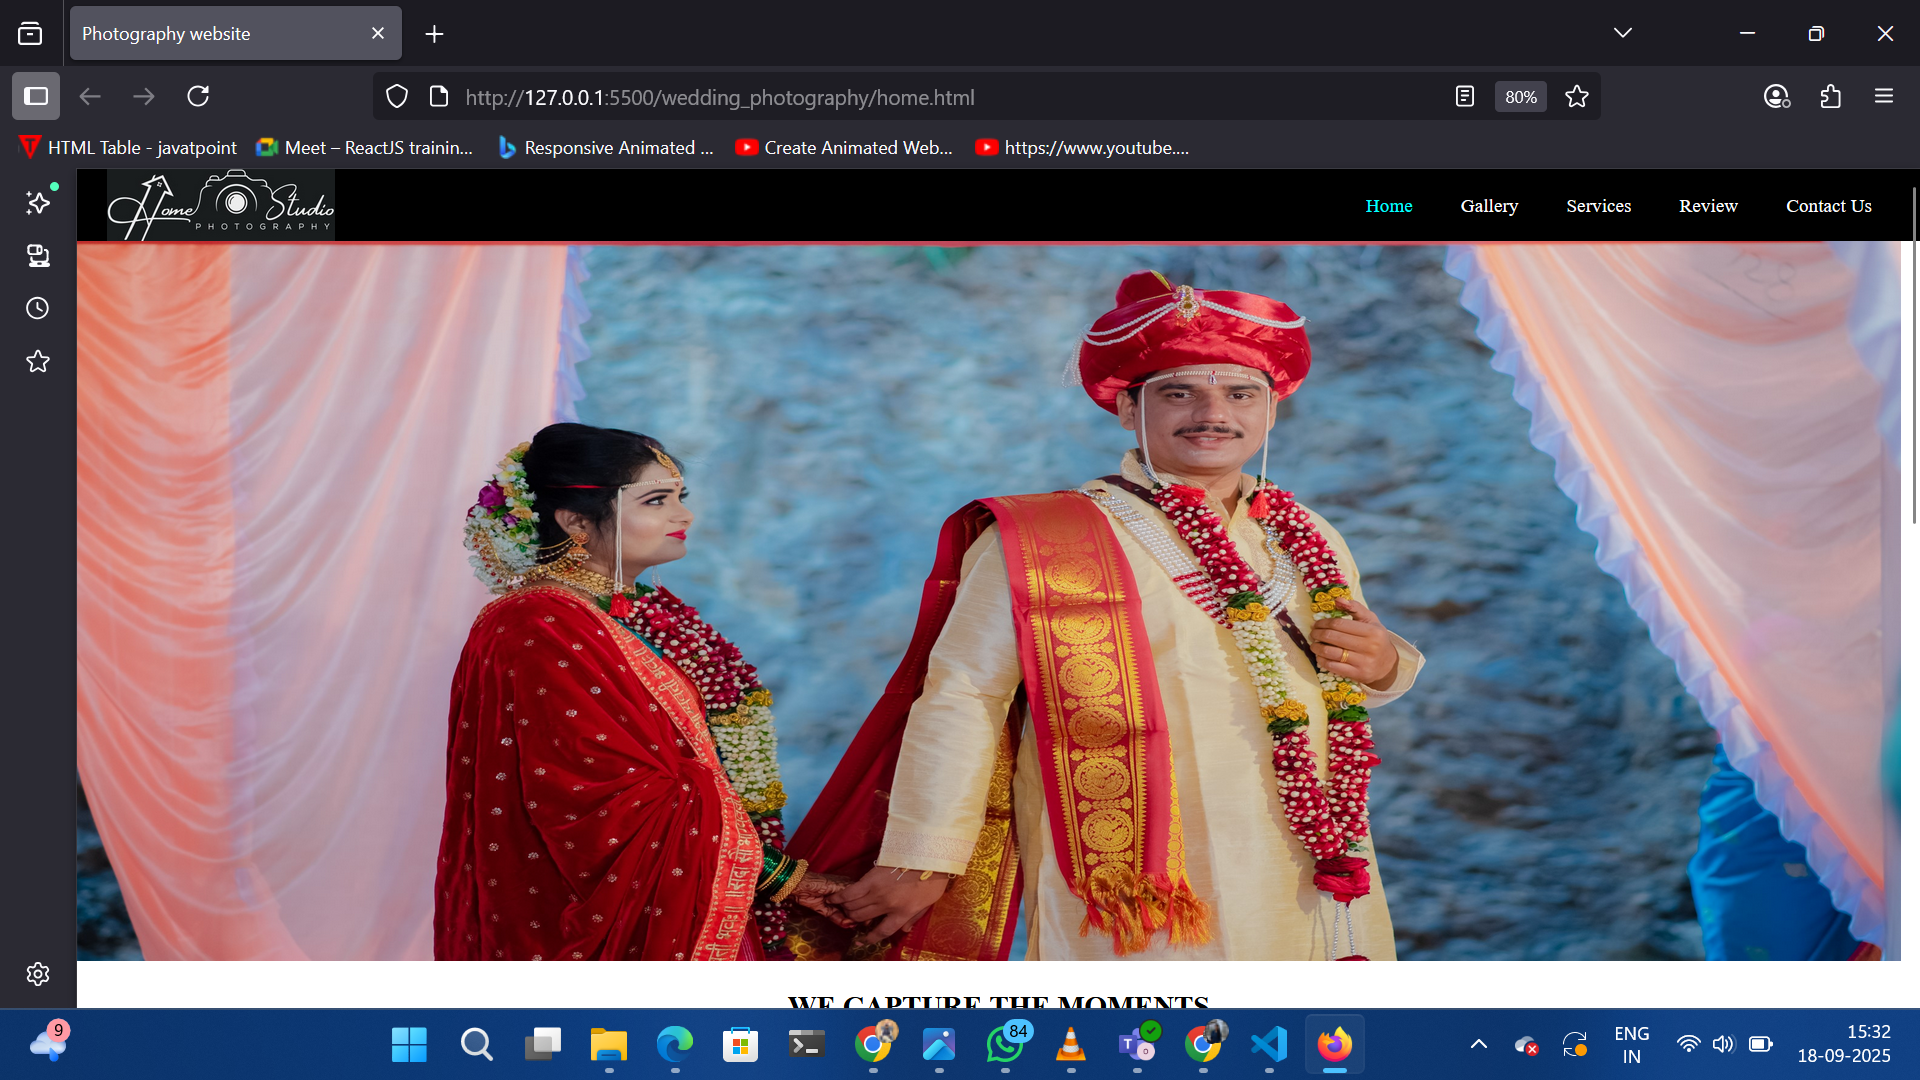 Photography website
http://127.0.0.1:5500/wedding_photography/home.html
80%
HTML Table - javatpoint
Meet – ReactJS trainin...
Responsive Animated ...
Create Animated Web...
https://www.youtube....
Home Studio
PHOTOGRAPHY
Home
Gallery
Services
Review
Contact Us
WE CAPTURE THE MOMENTS
9
84
ENG
IN
15:32
18-09-2025